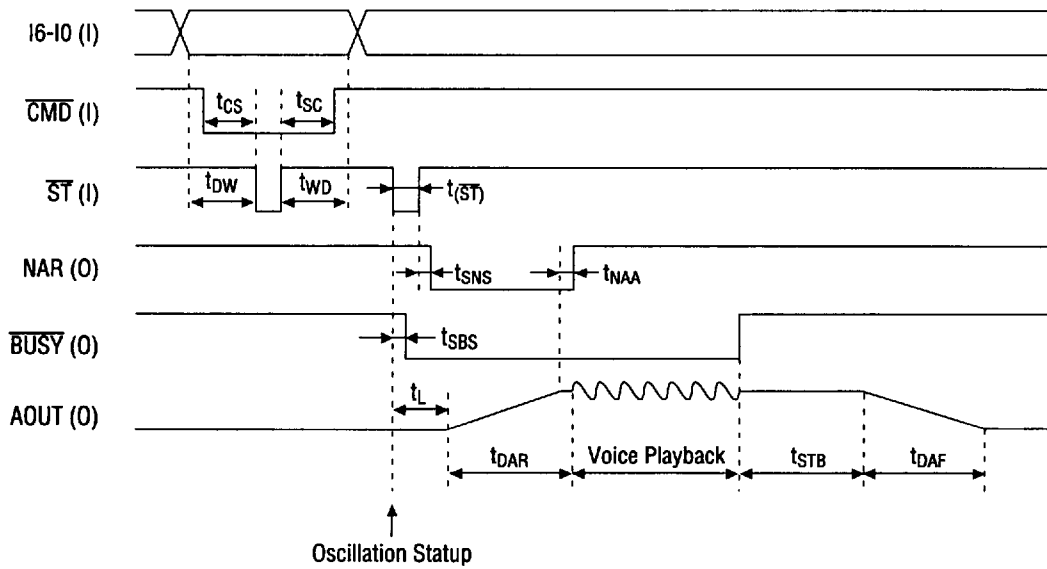 I6-I0 (I)
CMD (I)
tCS
tSC
ST (I)
tDW
tWD
t(ST)
NAR (O)
tSNS
tNAA
BUSY (O)
tSBS
AOUT (O)
tL
tDAR
Voice Playback
tSTB
tDAF
Oscillation Statup